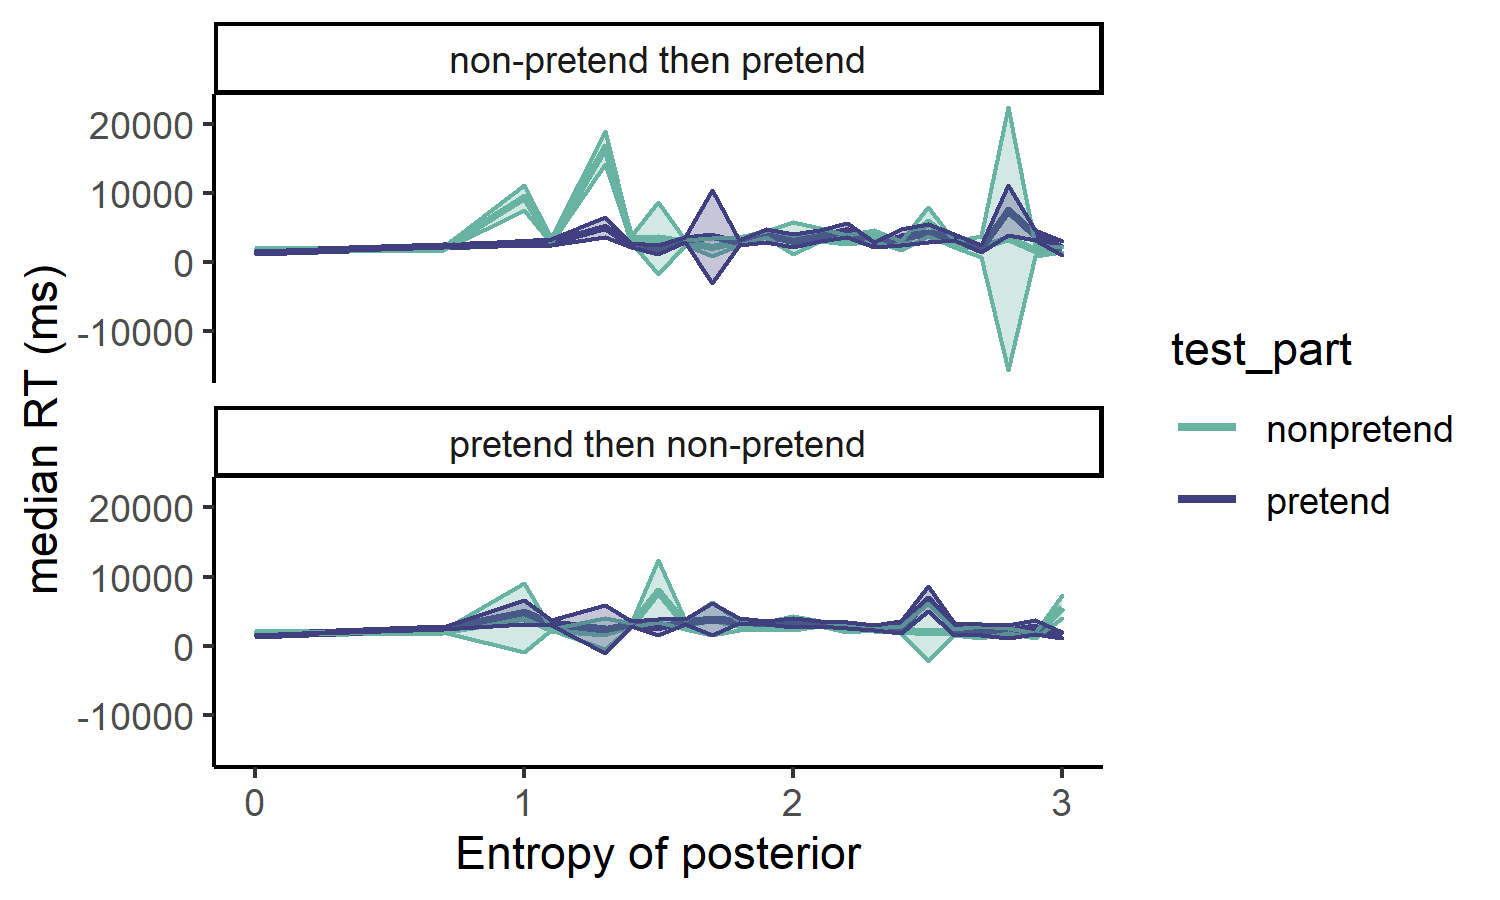 non-pretend then pretend
20000
10000
0
-10000
pretend then non-pretend
20000
10000
0
-10000
0 1 2 3
Entropy of posterior
median RT (ms)
test_part
nonpretend
pretend